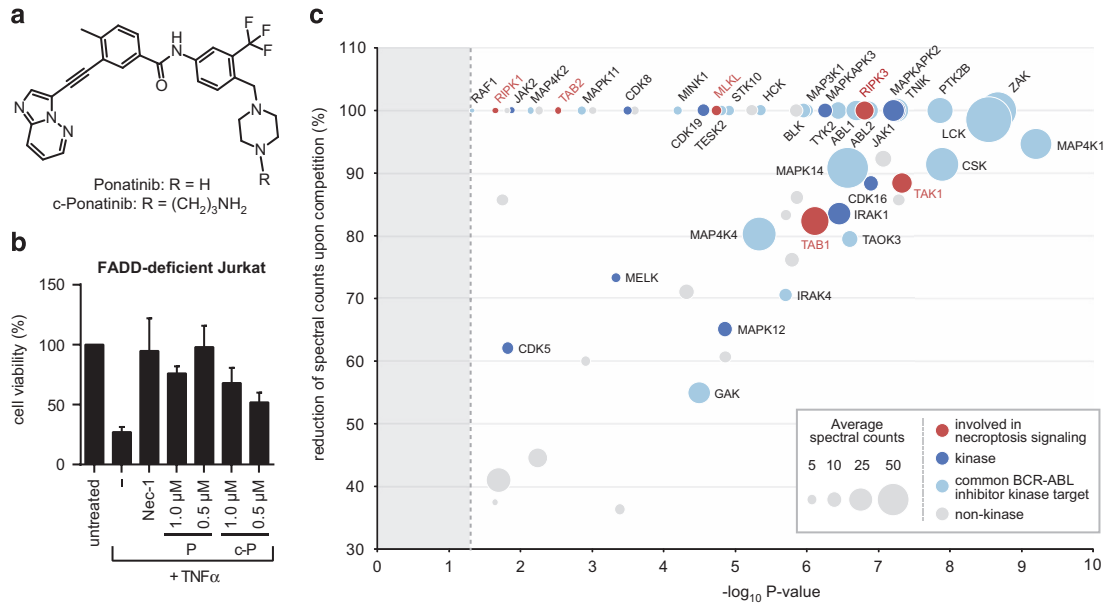 a
N
N
N
O
H
N
F
F
F
N
N
R
Ponatinib: R = H
c-Ponatinib: R = (CH2)3NH2
b
FADD-deficient Jurkat
cell viability (%)
150
100
50
0
untreated
–
Nec-1
1.0 µM
0.5 µM
1.0 µM
0.5 µM
P
c-P
+ TNFα
c
reduction of spectral counts upon competition (%)
110
100
90
80
70
60
50
40
30
0
1
2
3
4
5
6
7
8
9
10
-log10 P-value
RAF1
RIPK1
JAK2
MAP4K2
TAB2
MAPK11
CDK8
MINK1
MLKL
STK10
HCK
MAP3K1
MAPKAPK3
RIPK3
MAPKAPK2
TNIK
PTK2B
ZAK
CDK19
TESK2
BLK
TYK2
ABL1
ABL2
JAK1
LCK
MAP4K1
MAPK14
CSK
CDK16
TAK1
IRAK1
MAP4K4
TAB1
TAOK3
MELK
IRAK4
MAPK12
CDK5
GAK
Average
spectral counts
5
10
25
50
involved in
necroptosis signaling
kinase
common BCR-ABL
inhibitor kinase target
non-kinase